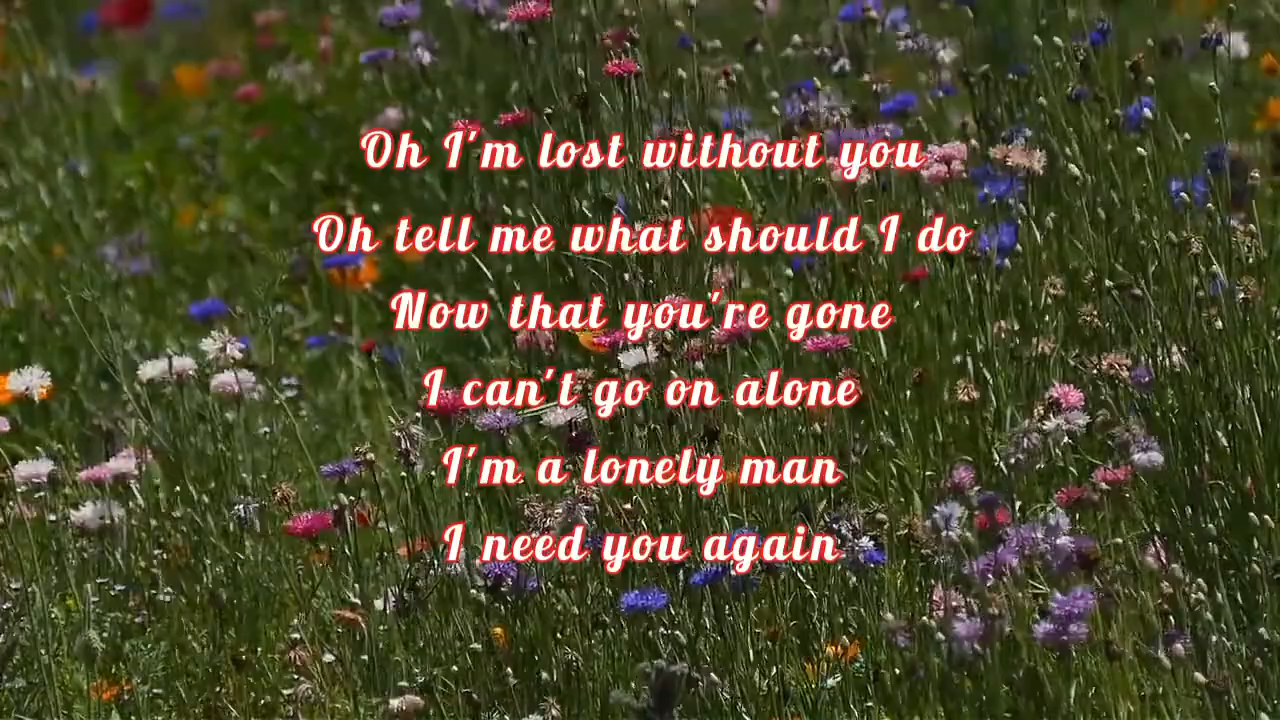 Oh I'm lost without you
Oh tell me what should I do
Now that you're gone
I can't go on alone
I'm a lonely man
I need you again